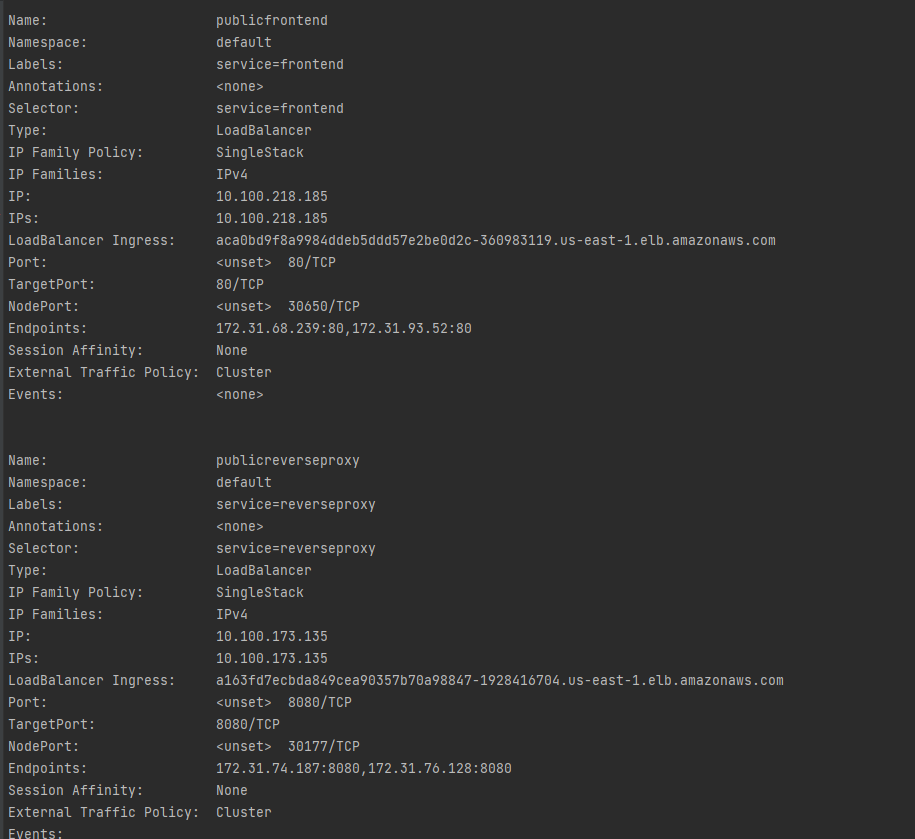 Name: publicfrontend
Namespace: default
Labels: service=frontend
Annotations: <none>
Selector: service=frontend
Type: LoadBalancer
IP Family Policy: SingleStack
IP Families: IPv4
IP: 10.100.218.185
IPs: 10.100.218.185
LoadBalancer Ingress: aca0bd9f8a9984ddeb5ddd57e2be0d2c-360983119.us-east-1.elb.amazonaws.com
Port: <unset> 80/TCP
TargetPort: 80/TCP
NodePort: <unset> 30650/TCP
Endpoints: 172.31.68.239:80,172.31.93.52:80
Session Affinity: None
External Traffic Policy: Cluster
Events: <none>
Name: publicreverseproxy
Namespace: default
Labels: service=reverseproxy
Annotations: <none>
Selector: service=reverseproxy
Type: LoadBalancer
IP Family Policy: SingleStack
IP Families: IPv4
IP: 10.100.173.135
IPs: 10.100.173.135
LoadBalancer Ingress: a163fd7ecbda849cea90357b70a98847-1928416704.us-east-1.elb.amazonaws.com
Port: <unset> 8080/TCP
TargetPort: 8080/TCP
NodePort: <unset> 30177/TCP
Endpoints: 172.31.74.187:8080,172.31.76.128:8080
Session Affinity: None
External Traffic Policy: Cluster
Events: